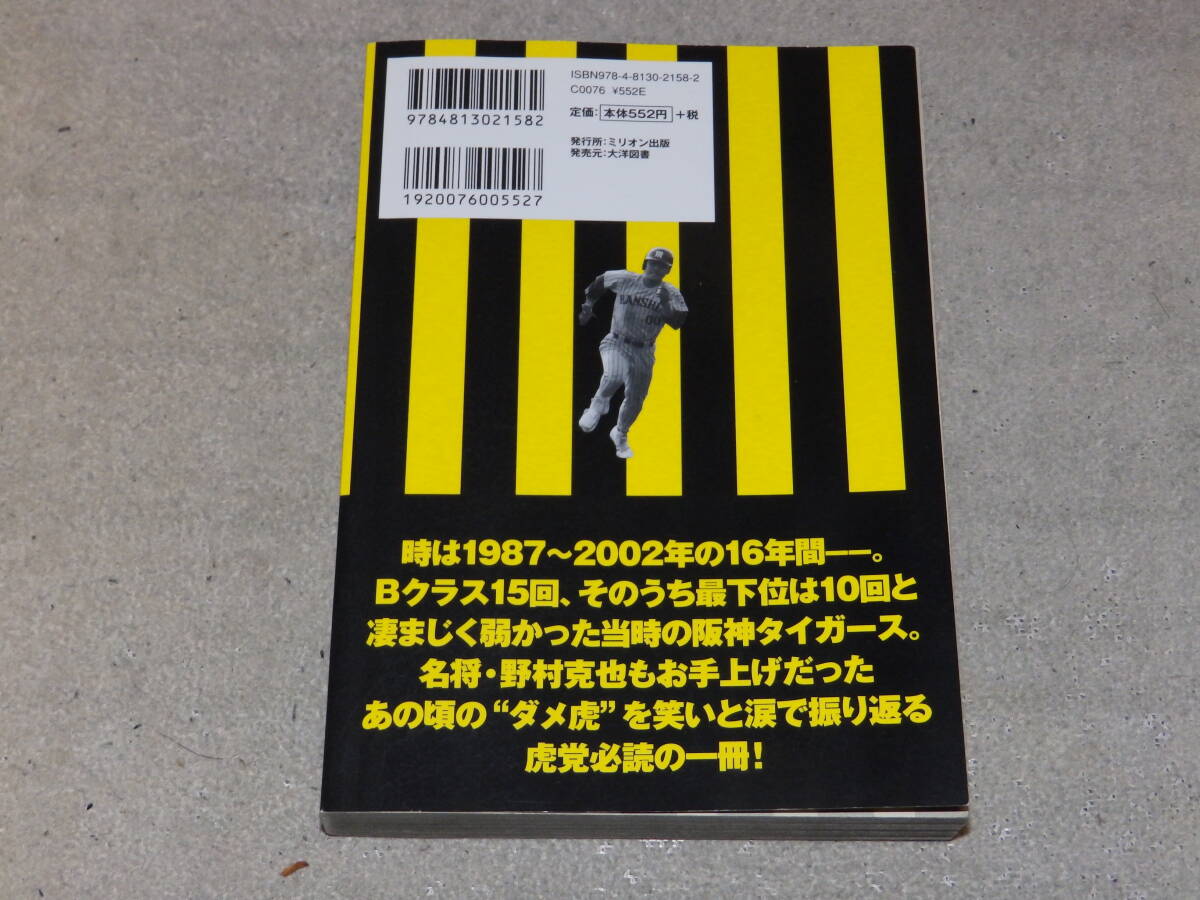 ISBN978-4-8130-2158-2
C0076 ¥552E
定価:本体552円+税
発行所:ミリオン出版
発売元:大洋図書
9784813021582
1920076005527
HANSHI
00
時は1987〜2002年の16年間——。
Bクラス15回、そのうち最下位は10回と
凄まじく弱かった当時の阪神タイガース。
名将・野村克也もお手上げだった
あの頃の“ダメ虎”を笑いと涙で振り返る
虎党必読の一冊!